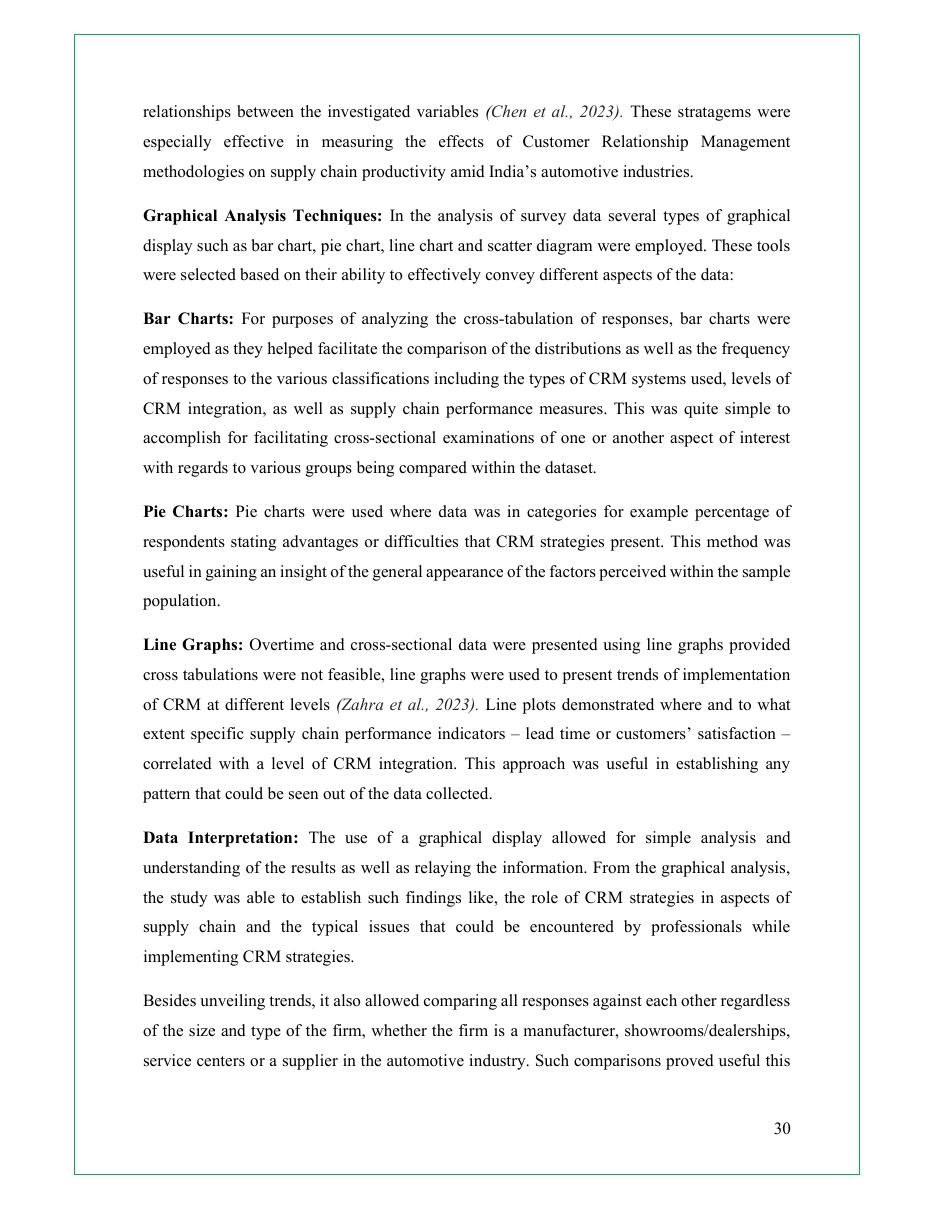 relationships between the investigated variables (Chen et al., 2023). These stratagems were
especially effective in measuring the effects of Customer Relationship Management
methodologies on supply chain productivity amid India’s automotive industries.
Graphical Analysis Techniques: In the analysis of survey data several types of graphical
display such as bar chart, pie chart, line chart and scatter diagram were employed. These tools
were selected based on their ability to effectively convey different aspects of the data:
Bar Charts: For purposes of analyzing the cross-tabulation of responses, bar charts were
employed as they helped facilitate the comparison of the distributions as well as the frequency
of responses to the various classifications including the types of CRM systems used, levels of
CRM integration, as well as supply chain performance measures. This was quite simple to
accomplish for facilitating cross-sectional examinations of one or another aspect of interest
with regards to various groups being compared within the dataset.
Pie Charts: Pie charts were used where data was in categories for example percentage of
respondents stating advantages or difficulties that CRM strategies present. This method was
useful in gaining an insight of the general appearance of the factors perceived within the sample
population.
Line Graphs: Overtime and cross-sectional data were presented using line graphs provided
cross tabulations were not feasible, line graphs were used to present trends of implementation
of CRM at different levels (Zahra et al., 2023). Line plots demonstrated where and to what
extent specific supply chain performance indicators – lead time or customers’ satisfaction –
correlated with a level of CRM integration. This approach was useful in establishing any
pattern that could be seen out of the data collected.
Data Interpretation: The use of a graphical display allowed for simple analysis and
understanding of the results as well as relaying the information. From the graphical analysis,
the study was able to establish such findings like, the role of CRM strategies in aspects of
supply chain and the typical issues that could be encountered by professionals while
implementing CRM strategies.
Besides unveiling trends, it also allowed comparing all responses against each other regardless
of the size and type of the firm, whether the firm is a manufacturer, showrooms/dealerships,
service centers or a supplier in the automotive industry. Such comparisons proved useful this
30